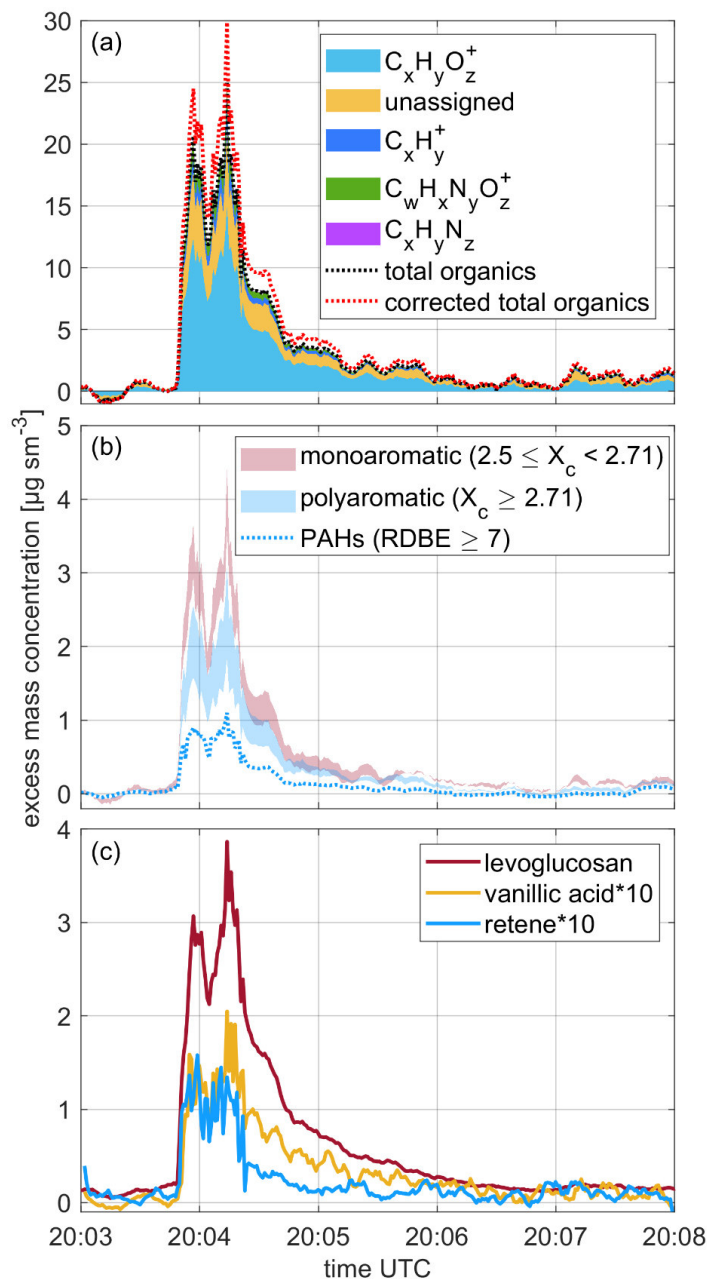 30
(a)
CxHyOz+
unassigned
25
CxHy+
20
CwHxNyOz+
15
CxHyNz
10
total organics
corrected total organics
5
0
5
(b)
monoaromatic (2.5 ≤ Xc < 2.71)
4
polyaromatic (Xc ≥ 2.71)
PAHs (RDBE ≥ 7)
3
2
1
0
excess mass concentration [µg sm-3]
4
(c)
levoglucosan
vanillic acid*10
3
retene*10
2
1
0
20:03 20:04 20:05 20:06 20:07 20:08
time UTC